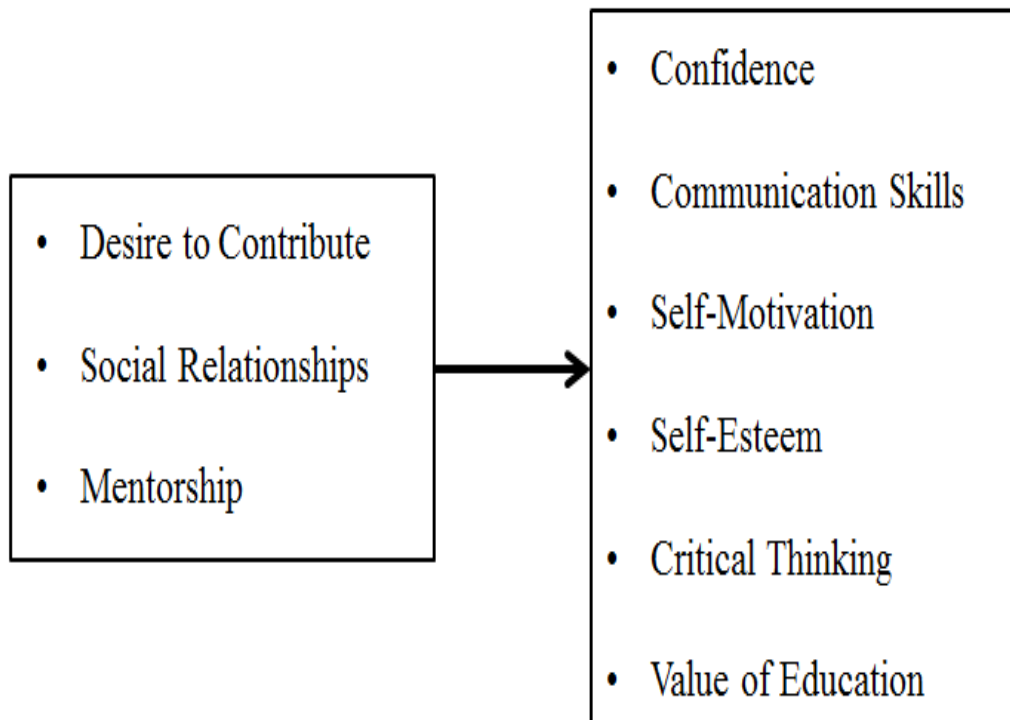 • Desire to Contribute
• Social Relationships
• Mentorship
• Confidence
• Communication Skills
• Self-Motivation
• Self-Esteem
• Critical Thinking
• Value of Education